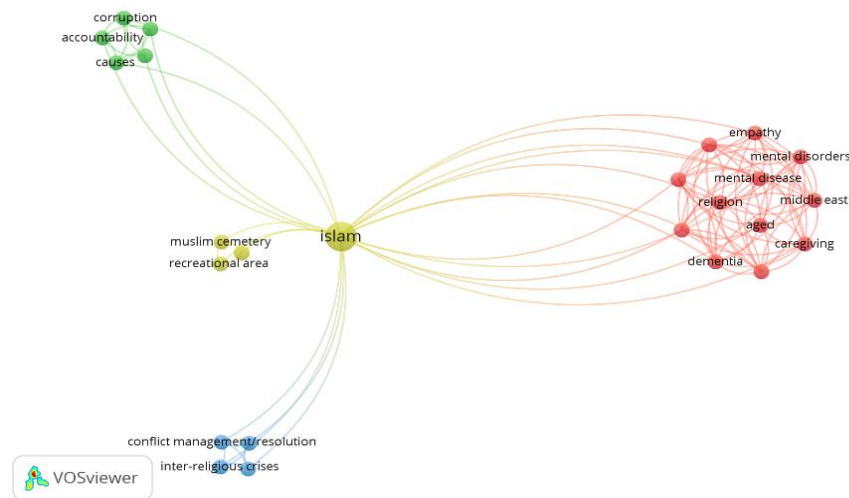 corruption
accountability
causes
empathy
mental disorders
mental disease
religion
middle east
aged
caregiving
dementia
islam
muslim cemetery
recreational area
conflict management/resolution
inter-religious crises
VOSviewer